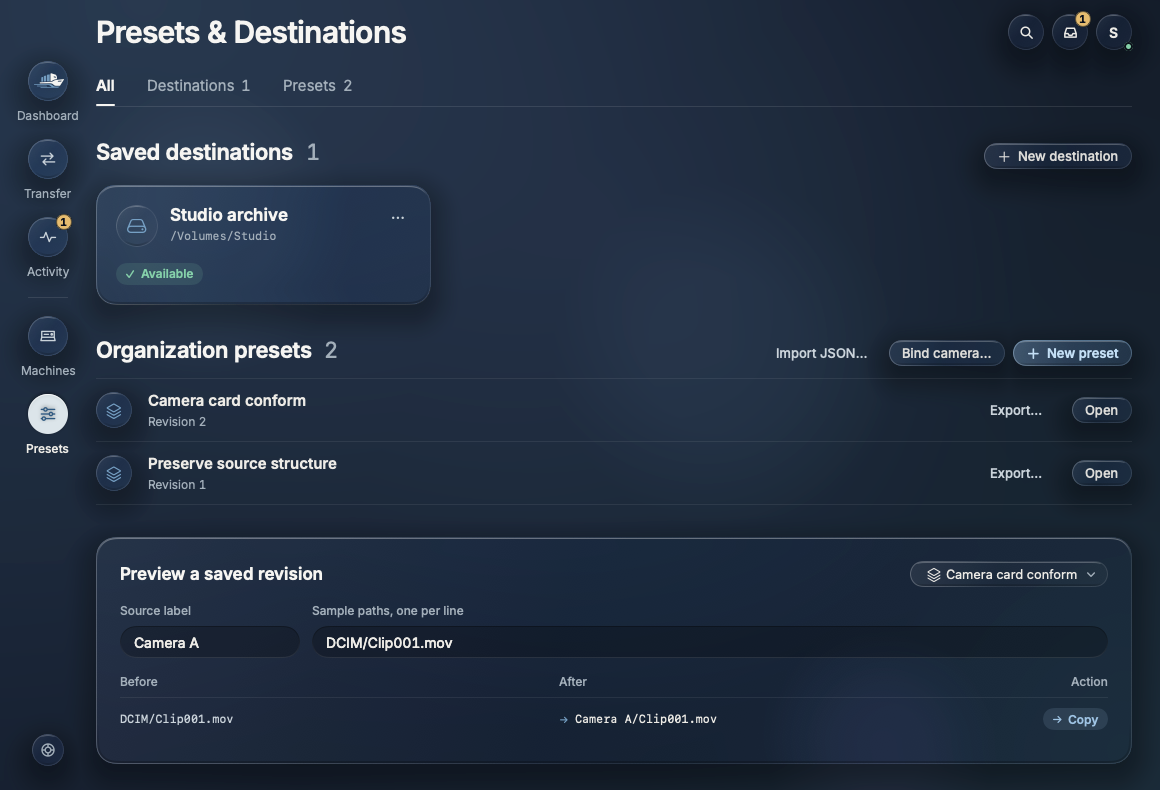 Presets & Destinations
1
S
All
Destinations 1
Presets 2
Dashboard
Transfer
1
Activity
Machines
Presets
Saved destinations 1
+ New destination
Studio archive
...
/Volumes/Studio
✓ Available
Organization presets 2
Import JSON...
Bind camera...
+ New preset
Camera card conform
Revision 2
Export...
Open
Preserve source structure
Revision 1
Export...
Open
Preview a saved revision
Camera card conform
Source label
Sample paths, one per line
Camera A
DCIM/Clip001.mov
Before
After
Action
DCIM/Clip001.mov
→ Camera A/Clip001.mov
→ Copy